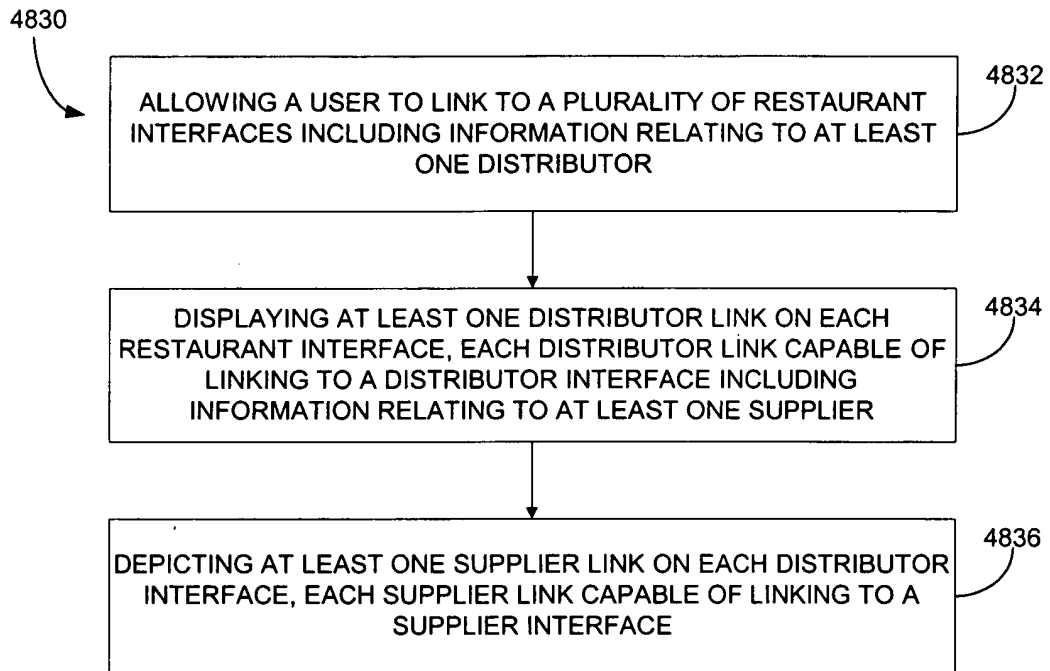 4830
4832
ALLOWING A USER TO LINK TO A PLURALITY OF RESTAURANT
INTERFACES INCLUDING INFORMATION RELATING TO AT LEAST
ONE DISTRIBUTOR
4834
DISPLAYING AT LEAST ONE DISTRIBUTOR LINK ON EACH
RESTAURANT INTERFACE, EACH DISTRIBUTOR LINK CAPABLE OF
LINKING TO A DISTRIBUTOR INTERFACE INCLUDING
INFORMATION RELATING TO AT LEAST ONE SUPPLIER
4836
DEPICTING AT LEAST ONE SUPPLIER LINK ON EACH DISTRIBUTOR
INTERFACE, EACH SUPPLIER LINK CAPABLE OF LINKING TO A
SUPPLIER INTERFACE